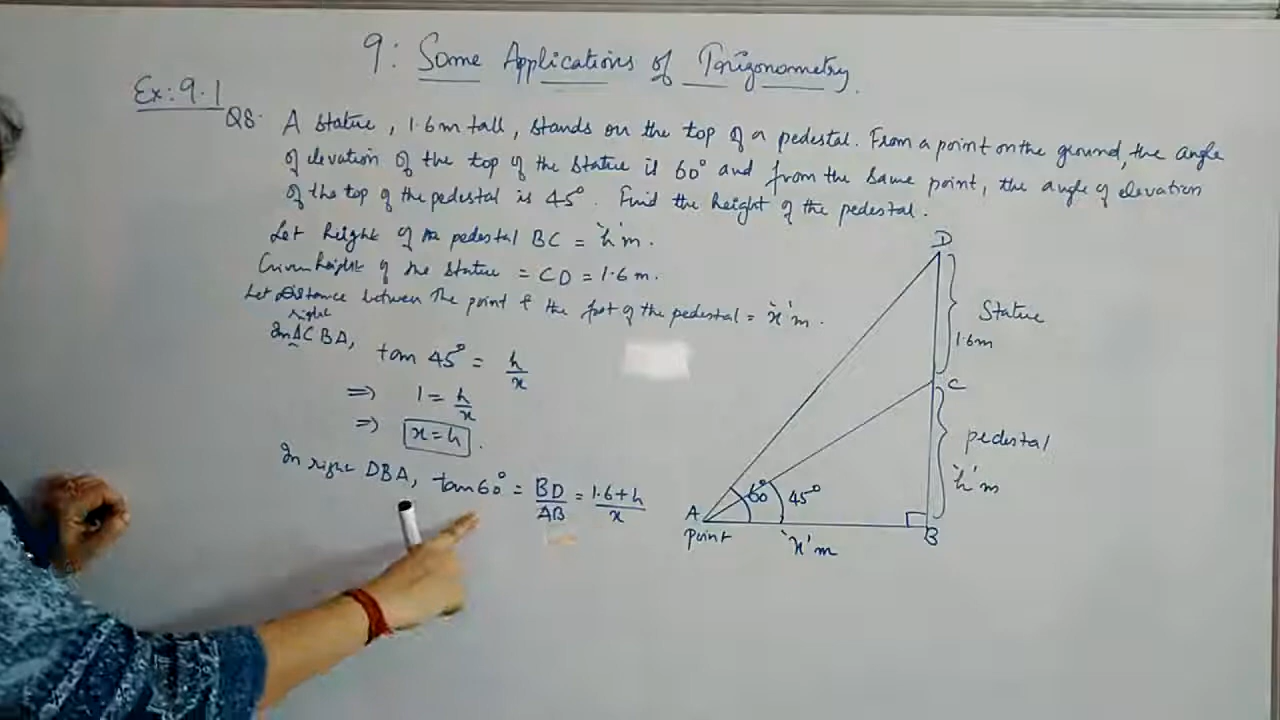 9: Some Applications of Trigonometry.
Ex: 9.1
Q8. A statue, 1.6m tall, stands on the top of a pedestal. From a point on the ground, the angle
of elevation of the top of the statue is 60° and from the same point, the angle of elevation
of the top of the pedestal is 45°. Find the height of the pedestal.
Let height of the pedestal BC = 'h'm.
Given height of the statue = CD = 1.6m.
Let distance between the point & the foot of the pedestal = 'x'm.
right
In ΔCBA,
tan 45° = h/x
⇒ 1 = h/x
⇒ x = h.
In right DBA, tan 60° = BD/AB = 1.6+h/x
D
Statue
1.6m
C
pedestal
'h'm
60° 45°
A
Point
'x'm
B